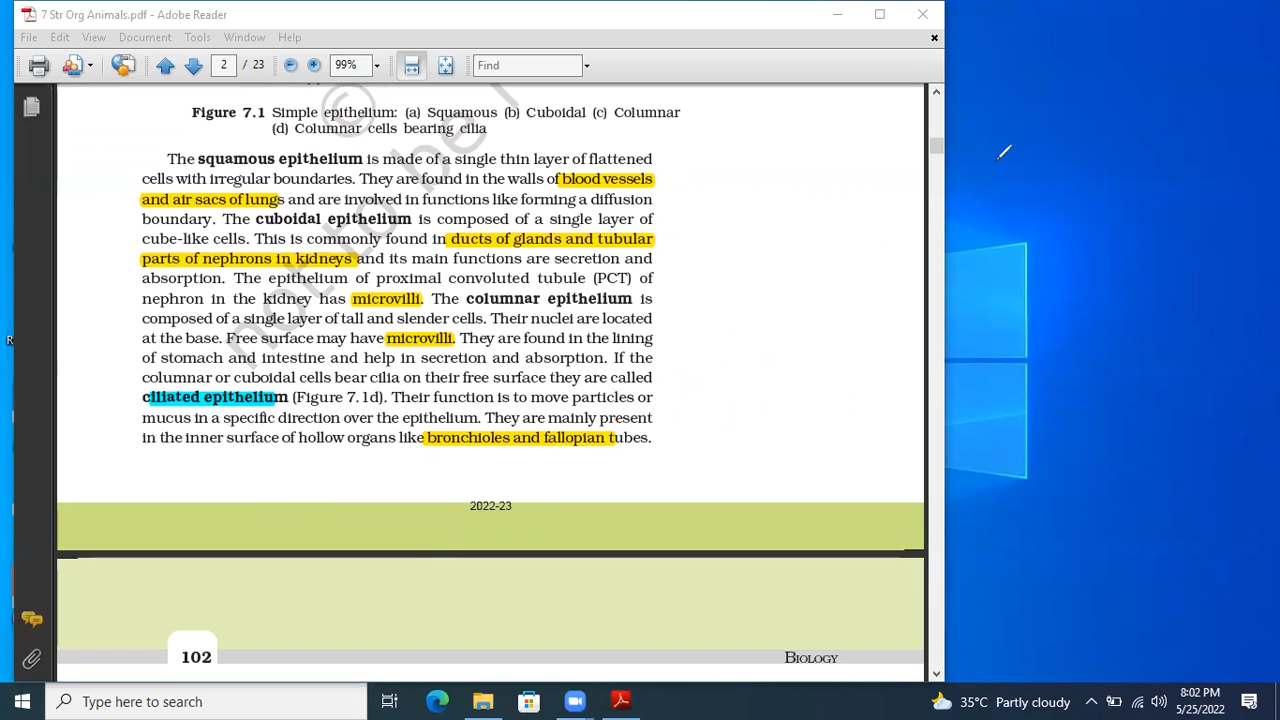 7 Str Org Animals.pdf - Adobe Reader
File Edit View Document Tools Window Help
2 / 23 99% Find
Figure 7.1 Simple epithelium: (a) Squamous (b) Cuboidal (c) Columnar
(d) Columnar cells bearing cilia
The squamous epithelium is made of a single thin layer of flattened
cells with irregular boundaries. They are found in the walls of blood vessels
and air sacs of lungs and are involved in functions like forming a diffusion
boundary. The cuboidal epithelium is composed of a single layer of
cube-like cells. This is commonly found in ducts of glands and tubular
parts of nephrons in kidneys and its main functions are secretion and
absorption. The epithelium of proximal convoluted tubule (PCT) of
nephron in the kidney has microvilli. The columnar epithelium is
composed of a single layer of tall and slender cells. Their nuclei are located
at the base. Free surface may have microvilli. They are found in the lining
of stomach and intestine and help in secretion and absorption. If the
columnar or cuboidal cells bear cilia on their free surface they are called
ciliated epithelium (Figure 7.1d). Their function is to move particles or
mucus in a specific direction over the epithelium. They are mainly present
in the inner surface of hollow organs like bronchioles and fallopian tubes.
© not to be r
R
2022-23
102 BIOLOGY
Type here to search
35°C Partly cloudy
8:02 PM
5/25/2022